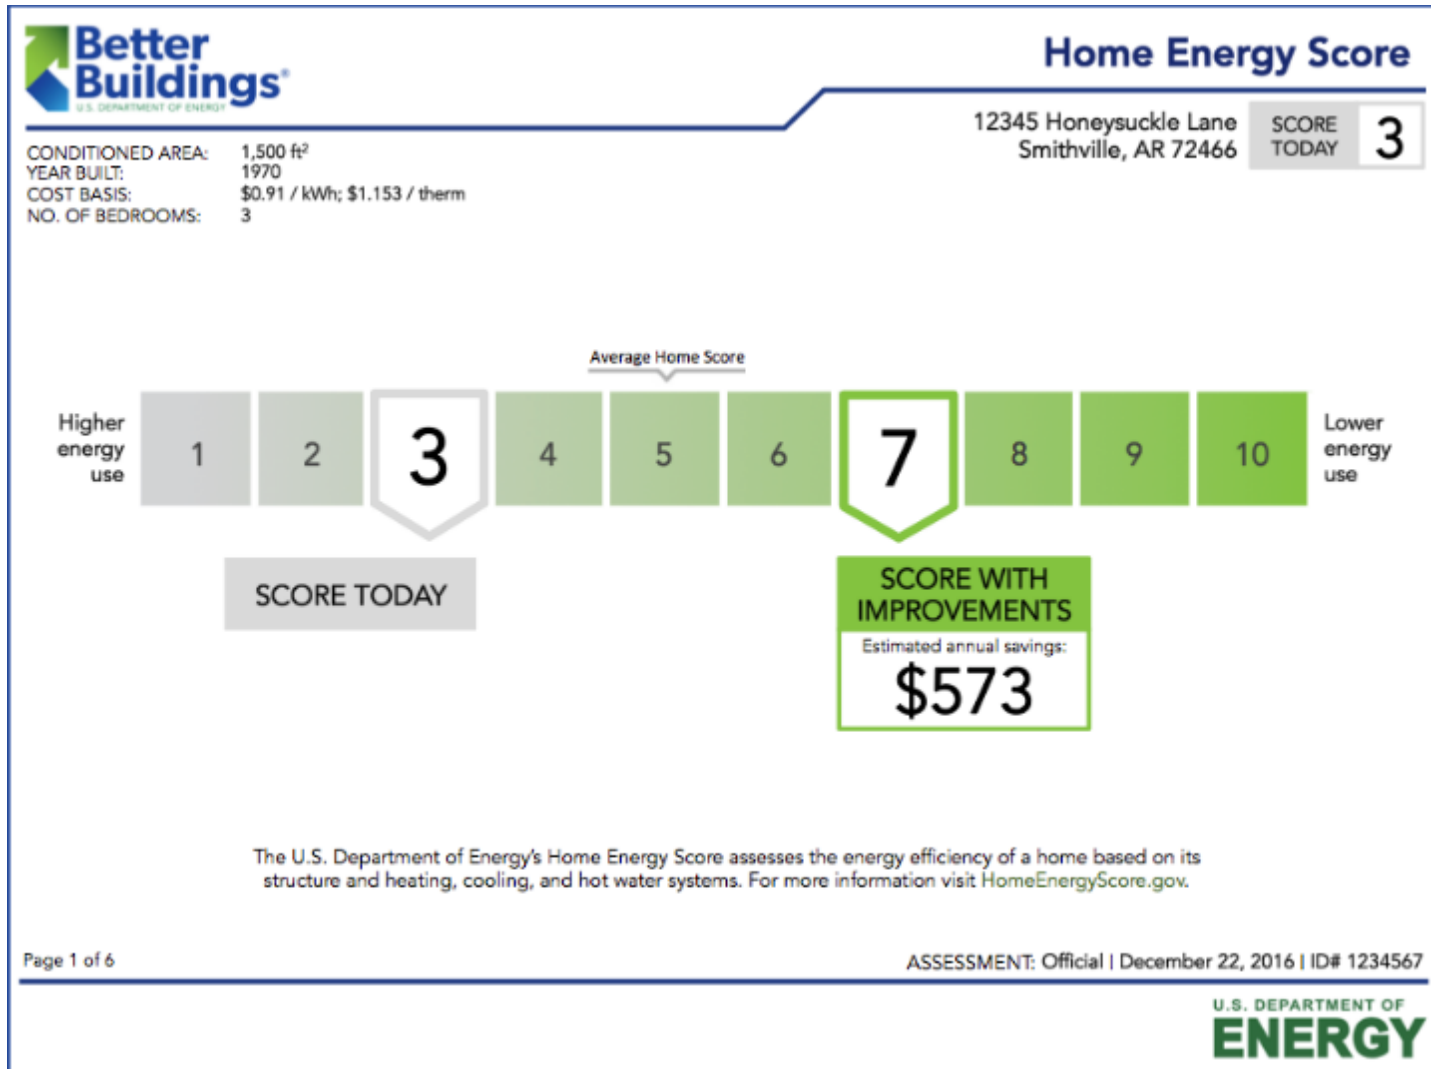 Better
Buildings®
U.S. DEPARTMENT OF ENERGY
Home Energy Score
12345 Honeysuckle Lane
Smithville, AR 72466
SCORE
TODAY
3
CONDITIONED AREA: 1,500 ft²
YEAR BUILT: 1970
COST BASIS: $0.91 / kWh; $1.153 / therm
NO. OF BEDROOMS: 3
Average Home Score
Higher
energy
use
1 2 3 4 5 6 7 8 9 10
Lower
energy
use
SCORE TODAY
SCORE WITH
IMPROVEMENTS
Estimated annual savings:
$573
The U.S. Department of Energy's Home Energy Score assesses the energy efficiency of a home based on its
structure and heating, cooling, and hot water systems. For more information visit HomeEnergyScore.gov.
Page 1 of 6
ASSESSMENT: Official | December 22, 2016 | ID# 1234567
U.S. DEPARTMENT OF
ENERGY